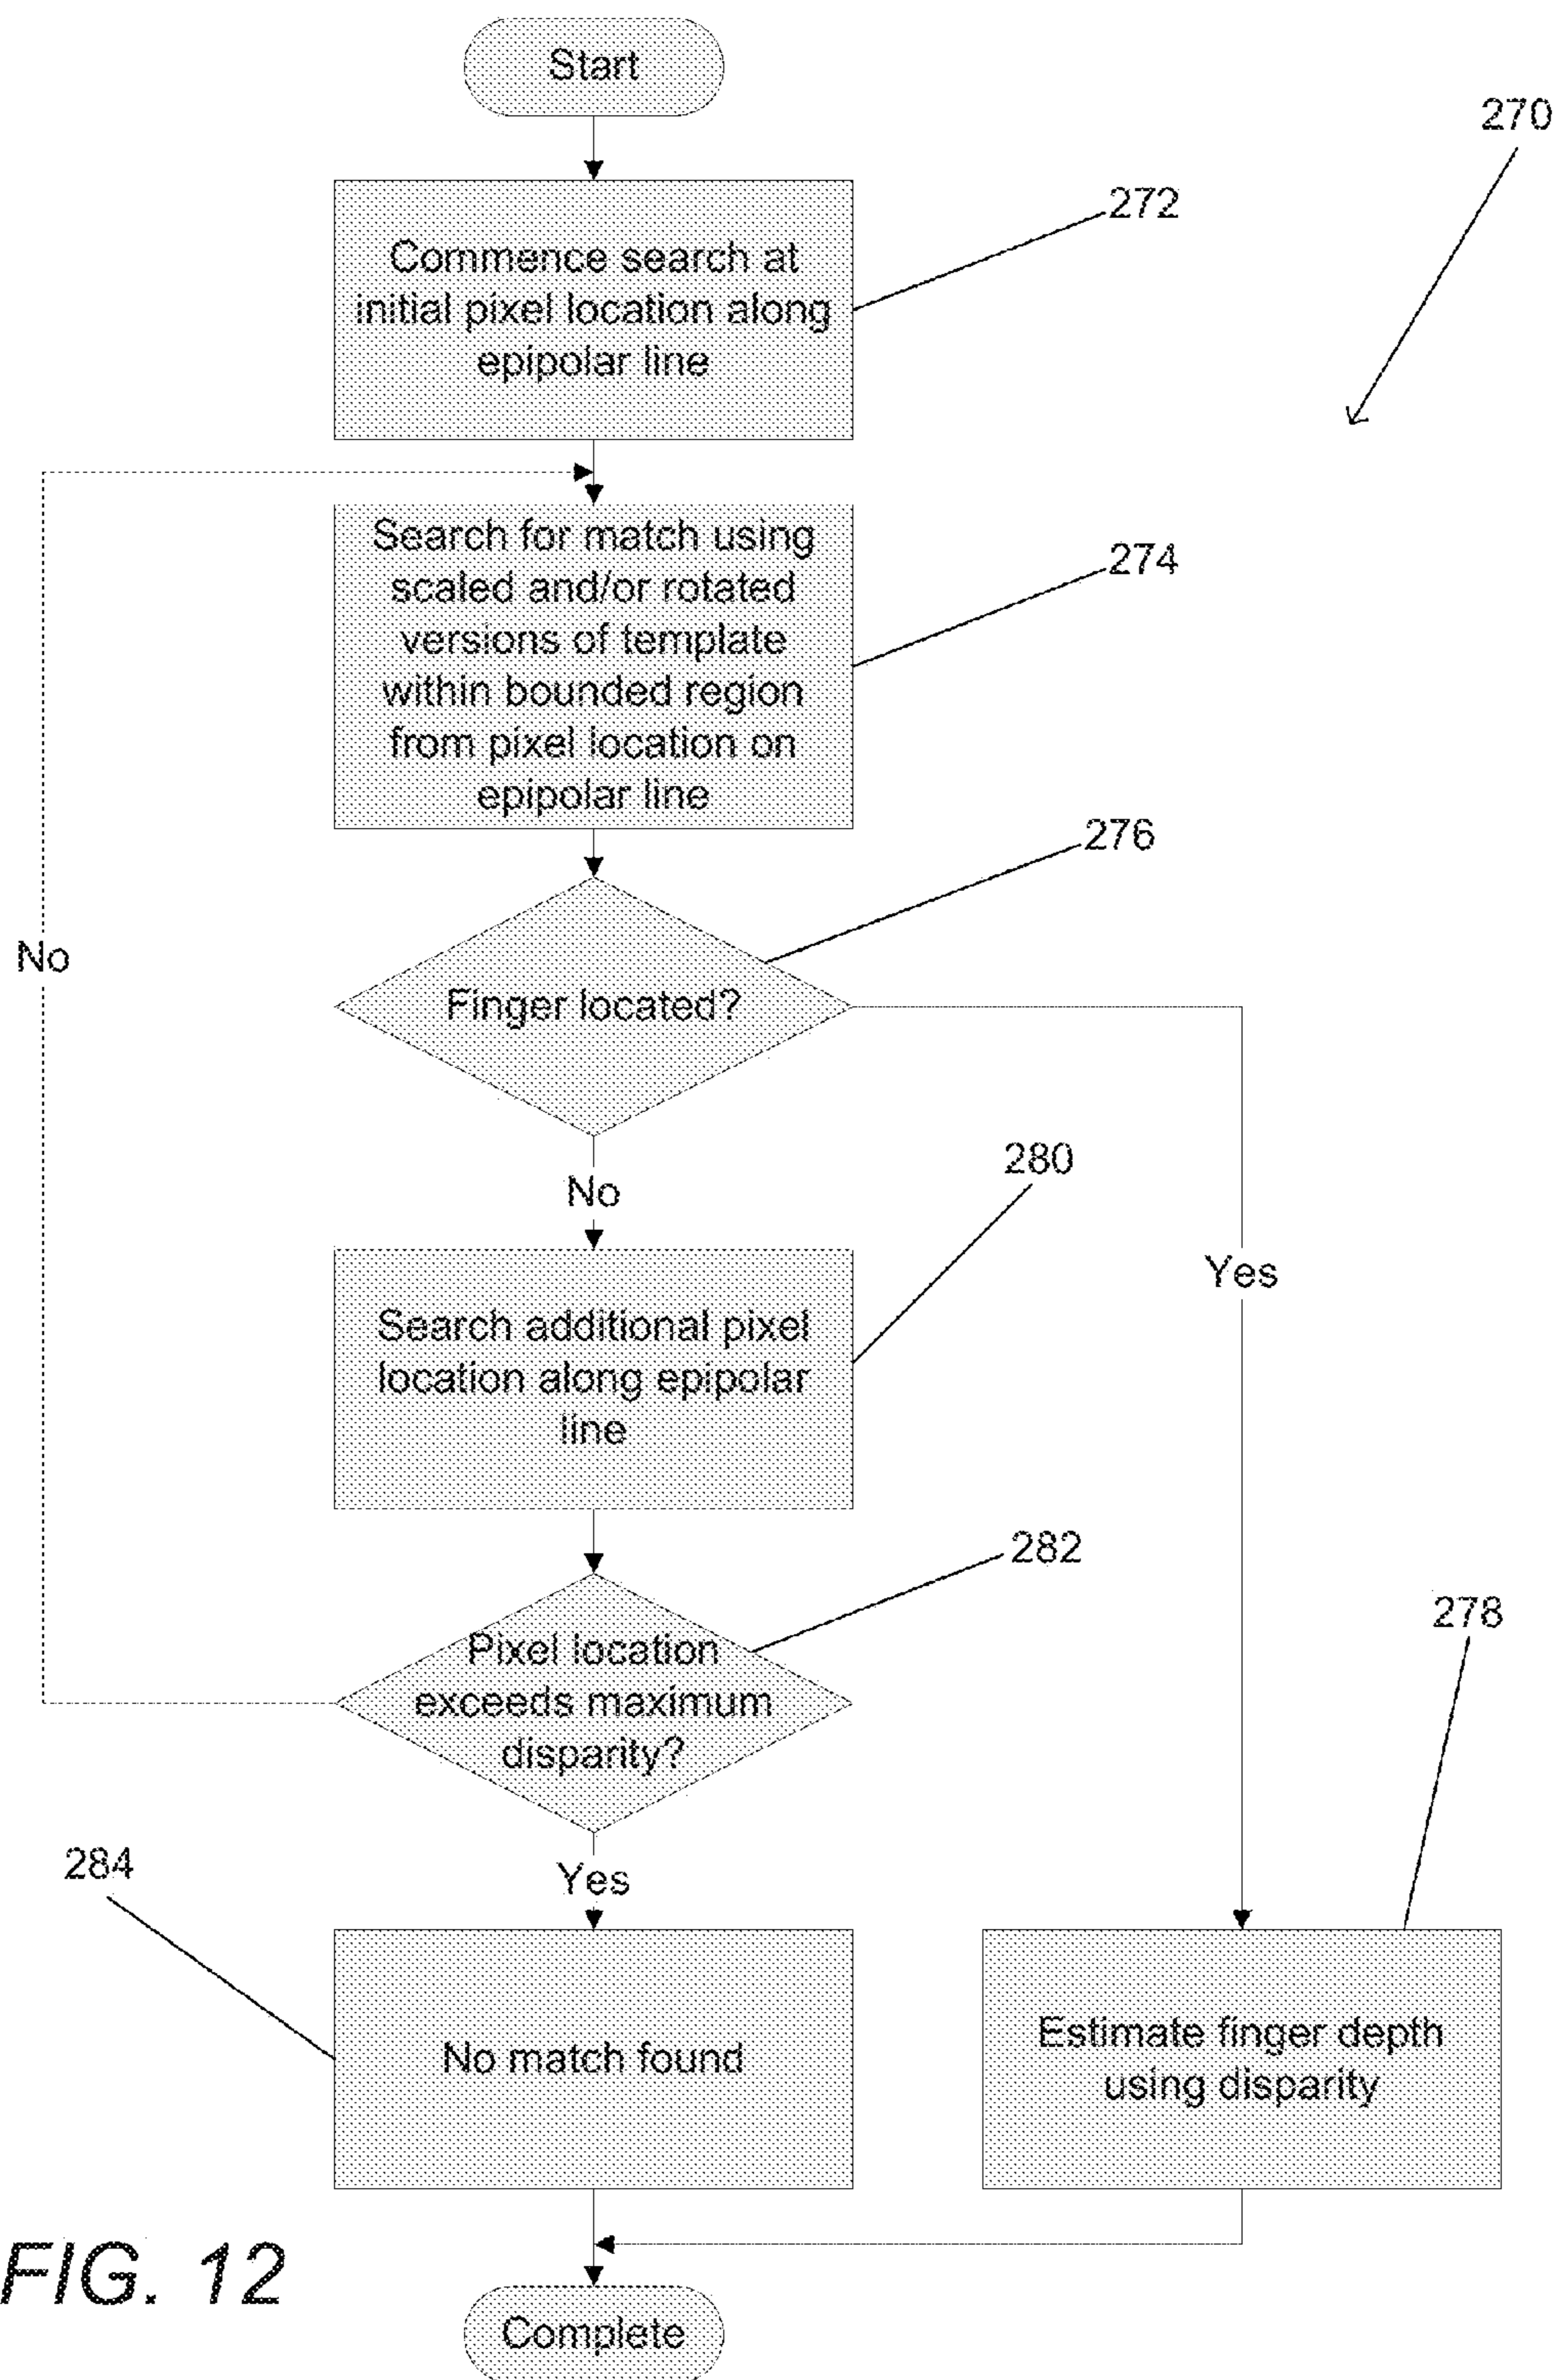 Start
270
272
Commence search at
initial pixel location along
epipolar line
Search for match using
scaled and/or rotated
versions of template
within bounded region
from pixel location on
epipolar line
274
276
No
Finger located?
280
No
Yes
Search additional pixel
location along epipolar
line
282
278
Pixel location
exceeds maximum
disparity?
284
Yes
No match found
Estimate finger depth
using disparity
FIG. 12
Complete